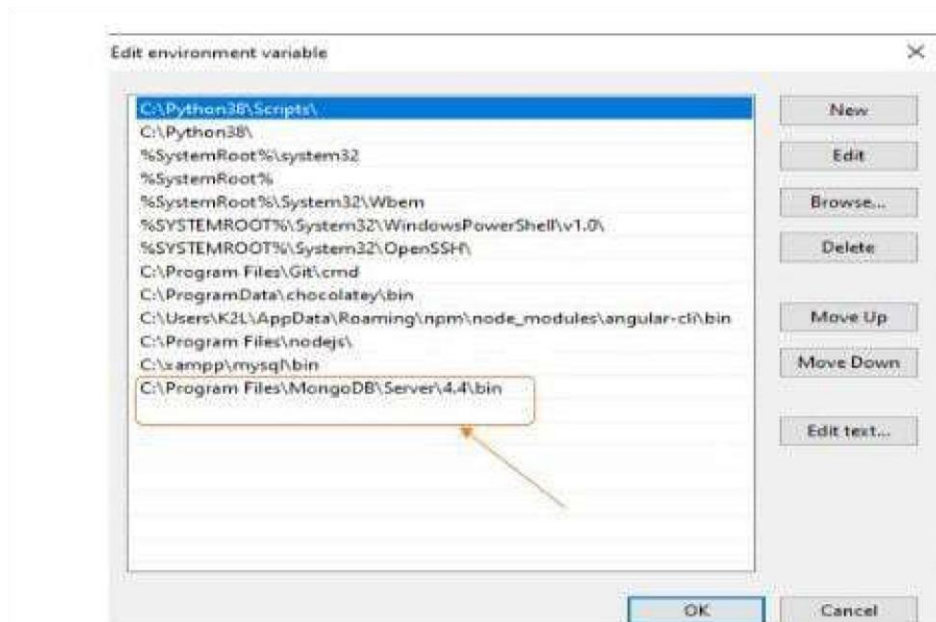 Edit environment variable
C:\Python38\Scripts\
C:\Python38\
%SystemRoot%\system32
%SystemRoot%
%SystemRoot%\System32\Wbem
%SYSTEMROOT%\System32\WindowsPowerShell\v1.0\
%SYSTEMROOT%\System32\OpenSSH\
C:\Program Files\Git\cmd
C:\ProgramData\chocolatey\bin
C:\Users\K2L\AppData\Roaming\npm\node_modules\angular-cli\bin
C:\Program Files\nodejs\
C:\xampp\mysql\bin
C:\Program Files\MongoDB\Server\4.4\bin
New
Edit
Browse...
Delete
Move Up
Move Down
Edit text...
OK
Cancel